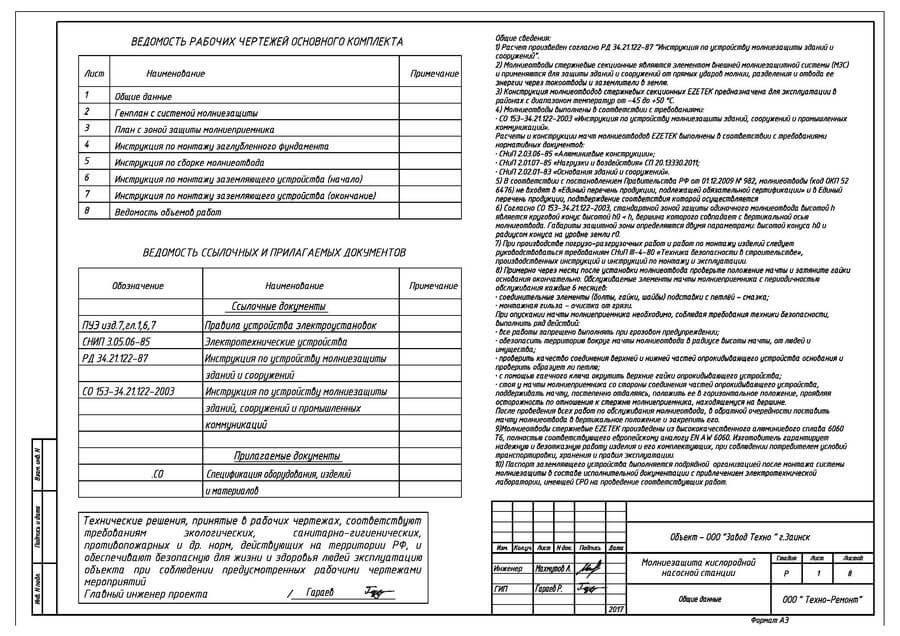 ВЕДОМОСТЬ РАБОЧИХ ЧЕРТЕЖЕЙ ОСНОВНОГО КОМПЛЕКТА
Лист Наименование Примечание
1 Общие данные
2 Генплан с системой молниезащиты
3 План с зоной защиты молниеприемника
4 Инструкция по монтажу заглубленного фундамента
5 Инструкция по сборке молниеотвода
6 Инструкция по монтажу заземляющего устройства (начало)
7 Инструкция по монтажу заземляющего устройства (окончание)
8 Ведомость объемов работ
ВЕДОМОСТЬ ССЫЛОЧНЫХ И ПРИЛАГАЕМЫХ ДОКУМЕНТОВ
Обозначение Наименование Примечание
Ссылочные документы
ПУЭ изд.7,гл.1,6,7 Правила устройства электроустановок
СНИП 3.05.06-85 Электротехнические устройства
РД 34.21.122-87 Инструкция по устройству молниезащиты
зданий и сооружений
СО 153-34.21.122-2003 Инструкция по устройству молниезащиты
зданий, сооружений и промышленных
коммуникаций
Прилагаемые документы
.СО Спецификация оборудования, изделий
и материалов
Технические решения, принятые в рабочих чертежах, соответствуют
требованиям экологических, санитарно-гигиенических,
противопожарных и др. норм, действующих на территории РФ, и
обеспечивают безопасную для жизни и здоровья людей эксплуатацию
объекта при соблюдении предусмотренных рабочими чертежами
мероприятий
Главный инженер проекта / Гараев
Общие сведения:
1) Расчет произведен согласно РД 34.21.122-87 "Инструкция по устройству молниезащиты зданий и
сооружений".
2) Молниеотводы стержневые секционные являются элементом внешней молниезащитной системы (МЗС)
и применяется для защиты зданий и сооружений от прямых ударов молнии, разделения и отвода ее
энергии через токоотводы и заземлители в землю.
3) Конструкция молниеотводов стержневых секционных EZETEK предназначена для эксплуатации в
районах с диапазоном температур от -45 до +50 °С.
4) Молниеотводы выполнены в соответствии с требованиями:
· СО 153-34.21.122-2003 «Инструкция по устройству молниезащиты зданий, сооружений и промышленных
коммуникаций».
Расчеты и конструкции мачт молниеотводов EZETEK выполнены в соответствии с требованиями
нормативных документов:
· СНиП 2.03.06-85 «Алюминиевые конструкции»;
· СНиП 2.01.07-85 «Нагрузки и воздействия» СП 20.13330.2011;
· СНиП 2.02.01-83 «Основания зданий и сооружений».
5) В соответствии с постановлением Правительства РФ от 01.12.2009 № 982, молниеотводы (код ОКП 52
6476) не входят в «Единый перечень продукции, подлежащей обязательной сертификации» и в Единый
перечень продукции, подтверждение соответствия которой осуществляется
6) Согласно СО 153-34.21.122-2003, стандартной зоной защиты одиночного молниеотвода высотой h
является круговой конус высотой h0 < h, вершина которого совпадает с вертикальной осью
молниеотвода. Габариты защитной зоны определяется двумя параметрами: высотой конуса h0 и
радиусом конуса на уровне земли r0.
7) При производстве погрузо-разгрузочных работ и работ по монтажу изделий следует
руководствоваться требованиям СНиП III-4-80 «Техника безопасности в строительстве»,
производственных инструкций и инструкций по монтажу и эксплуатации.
8) Примерно через месяц после установки молниеотвода проверьте положение мачты и затяните гайки
основания окончательно. Обслуживаемые элементы мачты молниеприемника с периодичностью
обслуживания каждые 6 месяцев:
· соединительные элементы (болты, гайки, шайбы) подставки с петлей – смазка;
· монтажная гильза – очистка от грязи.
При опускании мачты молниеприемника необходимо, соблюдая требования техники безопасности,
выполнить ряд действий:
· все работы запрещено выполнять при грозовом предупреждении;
· обезопасить территория вокруг мачты молниеотвода в радиусе высоты мачты, от людей и
имущества;
· проверить качество соединения верхней и нижней частей опрокидывающего устройства основания и
проверить образует ли петлю;
· с помощью гаечного ключа окрутить верхние гайки опрокидывающего устройства;
· стоя у мачты молниеприемника со стороны соединения частей опрокидывающего устройства,
поддерживать мачту, постепенно отдаляясь, положить ее в горизонтальное положение, проявляя
осторожность по отношению к стержню молниеприемника, находящемуся на вершине.
После проведения всех работ по обслуживания молниеотвода, в обратной очередности поставить
мачту молниеотвода в вертикальное положение и закрепить его.
9)Молниеотводы стержневые EZETEK произведены из высококачественного алюминиевого сплава 6060
Т6, полностью соответствующего европейскому аналогу EN AW 6060. Изготовитель гарантирует
надежную и безотказную работу изделия и его комплектующих, при соблюдении потребителем условий
транспортировки, хранения и правил эксплуатации.
10) Паспорт заземляющего устройства выполняется подрядной организацией после монтажа системы
молниезащиты в составе исполнительной документации с привлечением электротехнической
лаборатории, имеющей СРО на проведение соответствующих работ.
Взам. инв. N
Подпись и дата
Инв. N подл.
Объект - ООО "Завод Техно " г.Заинск
Изм. Кол.уч Лист N док. Подпись Дата
Инженер Махмутов А.
ГИП Гараев Р.
2017
Молниезащита кислородной
насосной станции
Стадия Лист Листов
Р 1 8
Общие данные
ООО " Техно-Ремонт"
Формат А3